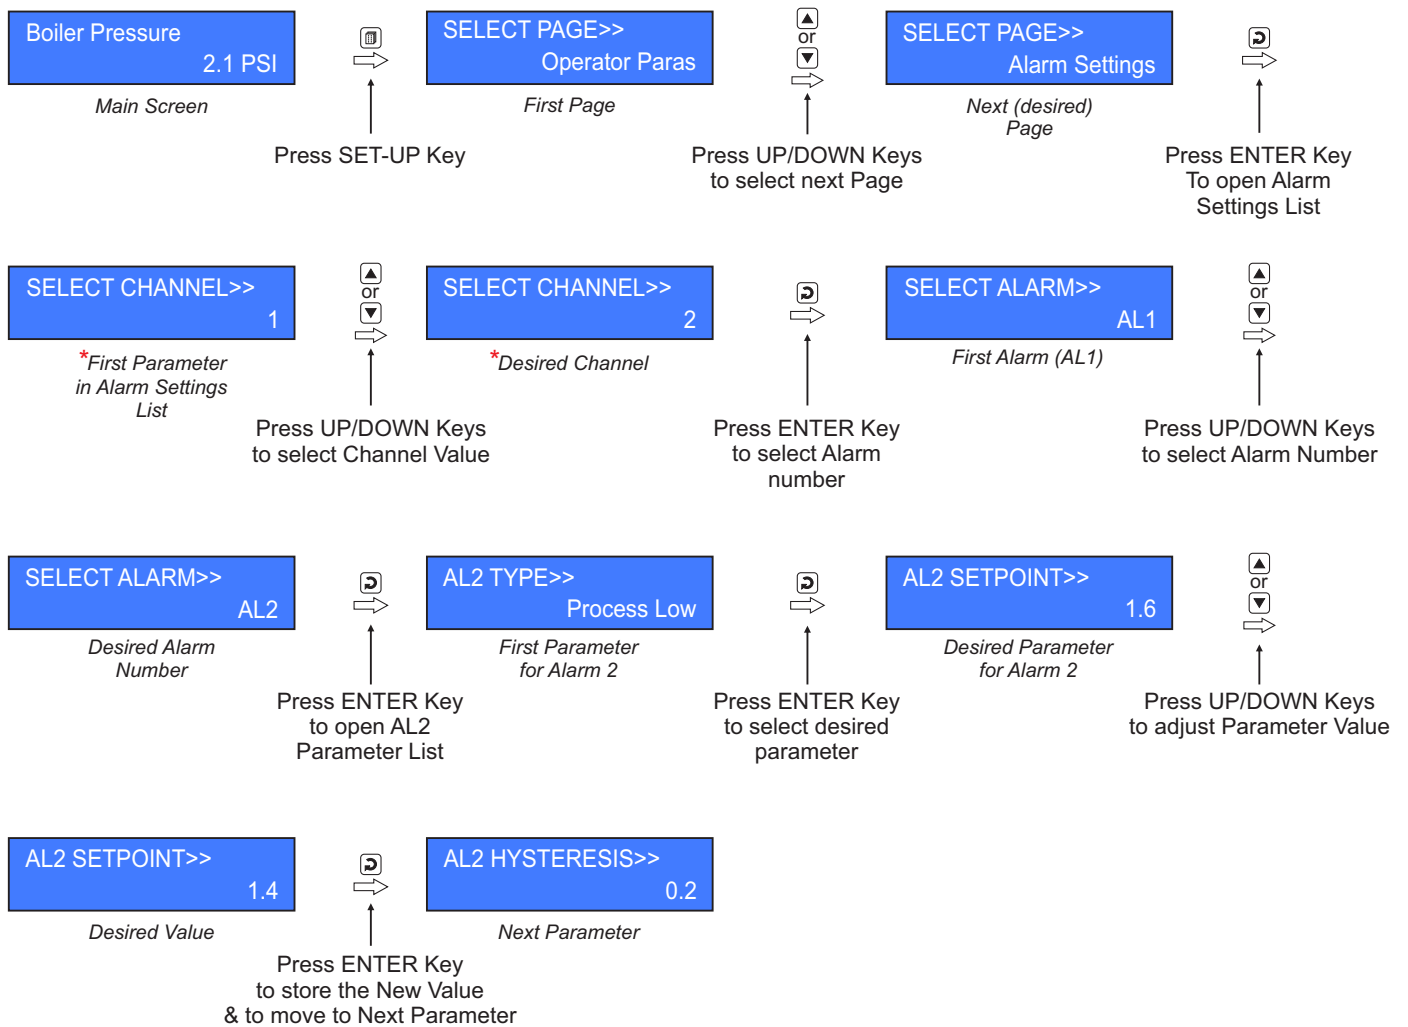 Boiler Pressure
2.1 PSI
Main Screen
Press SET-UP Key
SELECT PAGE>>
Operator Paras
First Page
or
Press UP/DOWN Keys
to select next Page
SELECT PAGE>>
Alarm Settings
Next (desired)
Page
Press ENTER Key
To open Alarm
Settings List
SELECT CHANNEL>>
1
*First Parameter
in Alarm Settings
List
or
Press UP/DOWN Keys
to select Channel Value
SELECT CHANNEL>>
2
*Desired Channel
Press ENTER Key
to select Alarm
number
SELECT ALARM>>
AL1
First Alarm (AL1)
or
Press UP/DOWN Keys
to select Alarm Number
SELECT ALARM>>
AL2
Desired Alarm
Number
Press ENTER Key
to open AL2
Parameter List
AL2 TYPE>>
Process Low
First Parameter
for Alarm 2
Press ENTER Key
to select desired
parameter
AL2 SETPOINT>>
1.6
Desired Parameter
for Alarm 2
or
Press UP/DOWN Keys
to adjust Parameter Value
AL2 SETPOINT>>
1.4
Desired Value
Press ENTER Key
to store the New Value
& to move to Next Parameter
AL2 HYSTERESIS>>
0.2
Next Parameter